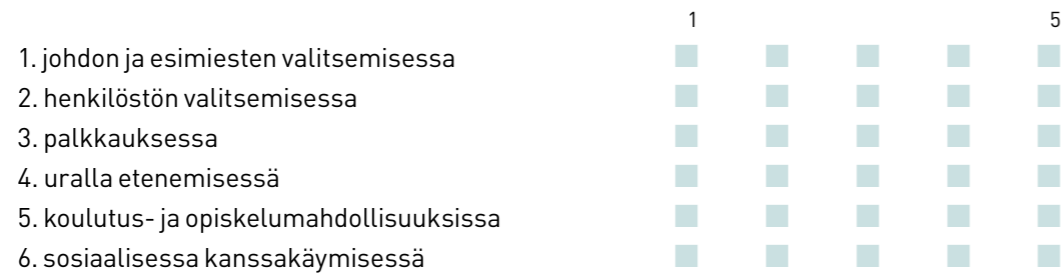 1 5
1. johdon ja esimiesten valitsemisessa
2. henkilöstön valitsemisessa
3. palkkauksessa
4. uralla etenemisessä
5. koulutus- ja opiskelumahdollisuuksissa
6. sosiaalisessa kanssakäymisessä